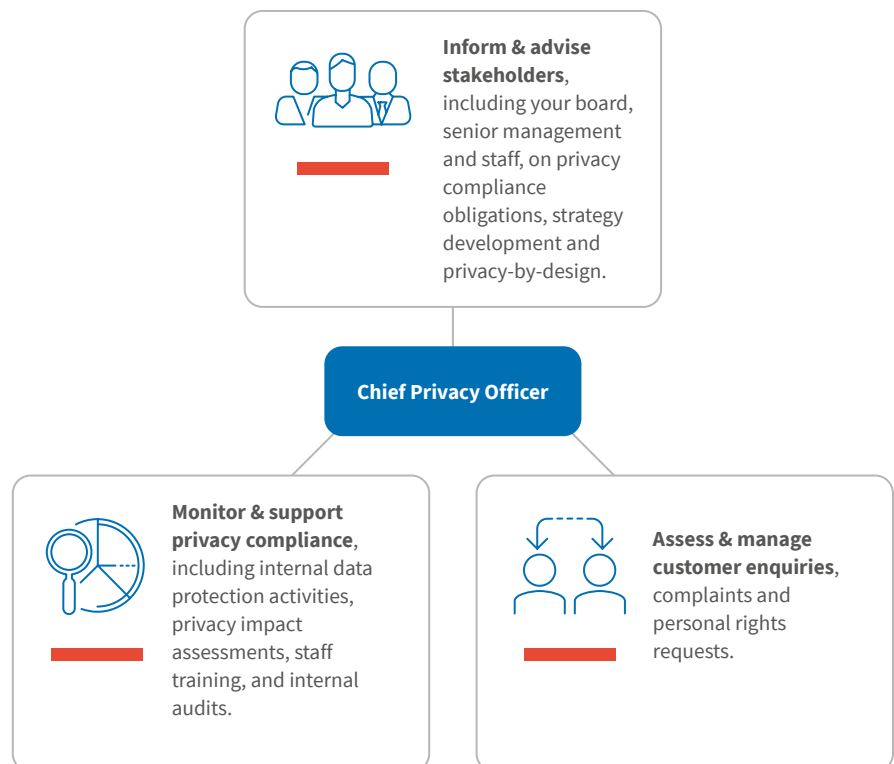 Inform & advise
stakeholders,
including your board,
senior management
and staff, on privacy
compliance
obligations, strategy
development and
privacy-by-design.
Chief Privacy Officer
Monitor & support
privacy compliance,
including internal data
protection activities,
privacy impact
assessments, staff
training, and internal
audits.
Assess & manage
customer enquiries,
complaints and
personal rights
requests.